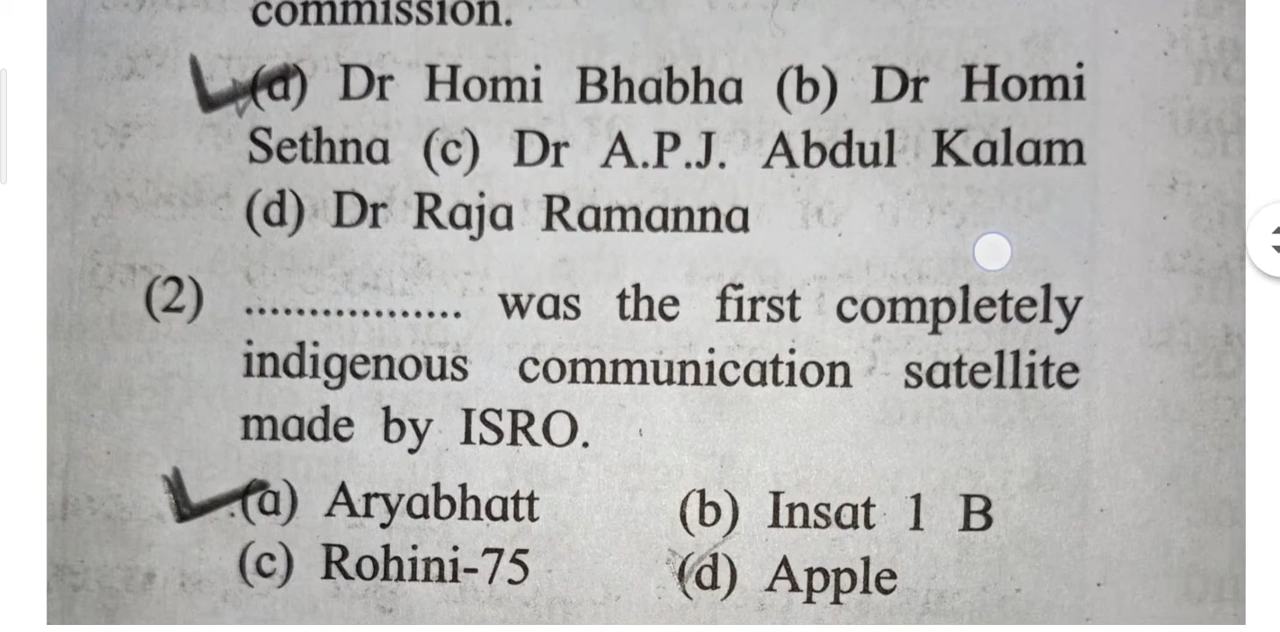 commission.
(a) Dr Homi Bhabha (b) Dr Homi
Sethna (c) Dr A.P.J. Abdul Kalam
(d) Dr Raja Ramanna
(2) ................. was the first completely
indigenous communication satellite
made by ISRO.
(a) Aryabhatt (b) Insat 1 B
(c) Rohini-75 (d) Apple